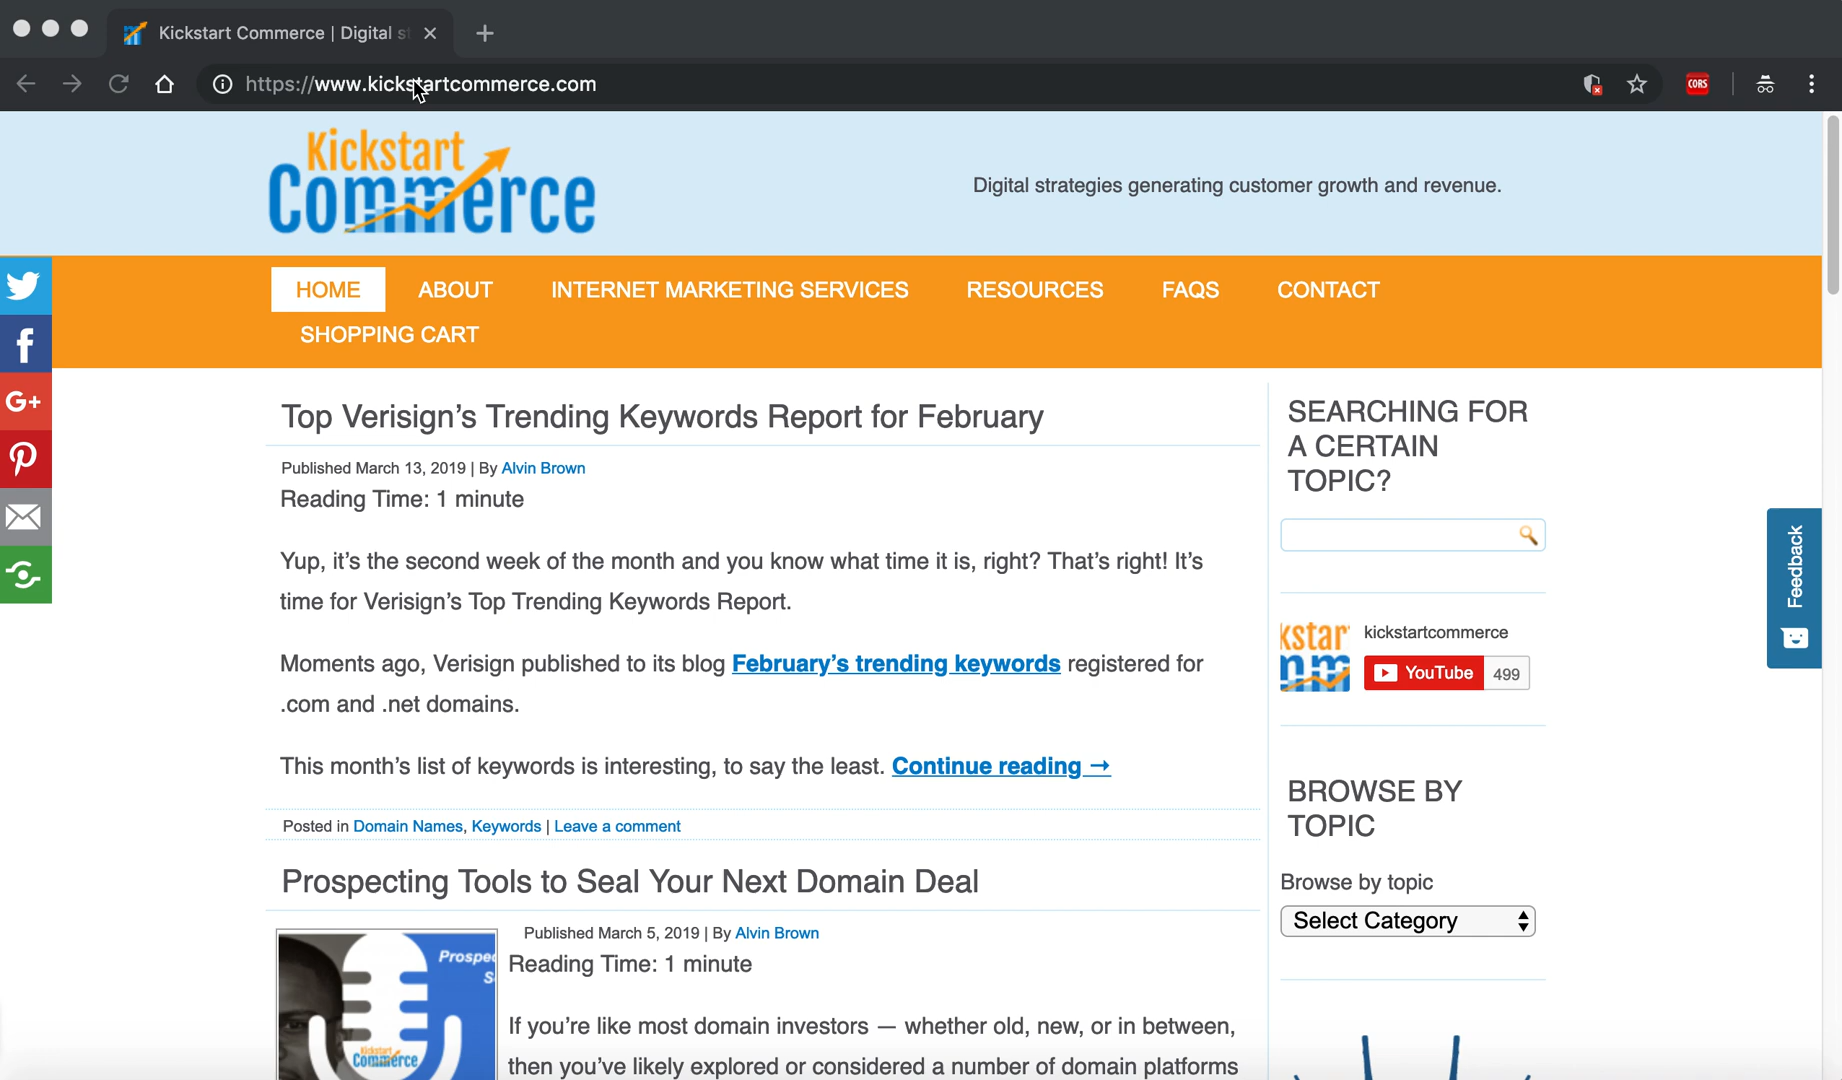 Kickstart Commerce | Digital st
https://www.kickstartcommerce.com
CORS
Kickstart
Commerce
Digital strategies generating customer growth and revenue.
HOME
ABOUT
INTERNET MARKETING SERVICES
RESOURCES
FAQS
CONTACT
SHOPPING CART
Top Verisign’s Trending Keywords Report for February
Published March 13, 2019 | By Alvin Brown
Reading Time: 1 minute
Yup, it’s the second week of the month and you know what time it is, right? That’s right! It’s
time for Verisign’s Top Trending Keywords Report.
Moments ago, Verisign published to its blog February’s trending keywords registered for
.com and .net domains.
This month’s list of keywords is interesting, to say the least. Continue reading →
Posted in Domain Names, Keywords | Leave a comment
Prospecting Tools to Seal Your Next Domain Deal
Prospec
S
Kickstart
Commerce
Published March 5, 2019 | By Alvin Brown
Reading Time: 1 minute
If you’re like most domain investors — whether old, new, or in between,
then you’ve likely explored or considered a number of domain platforms
SEARCHING FOR
A CERTAIN
TOPIC?
kickstartcommerce
YouTube 499
BROWSE BY
TOPIC
Browse by topic
Select Category
Feedback